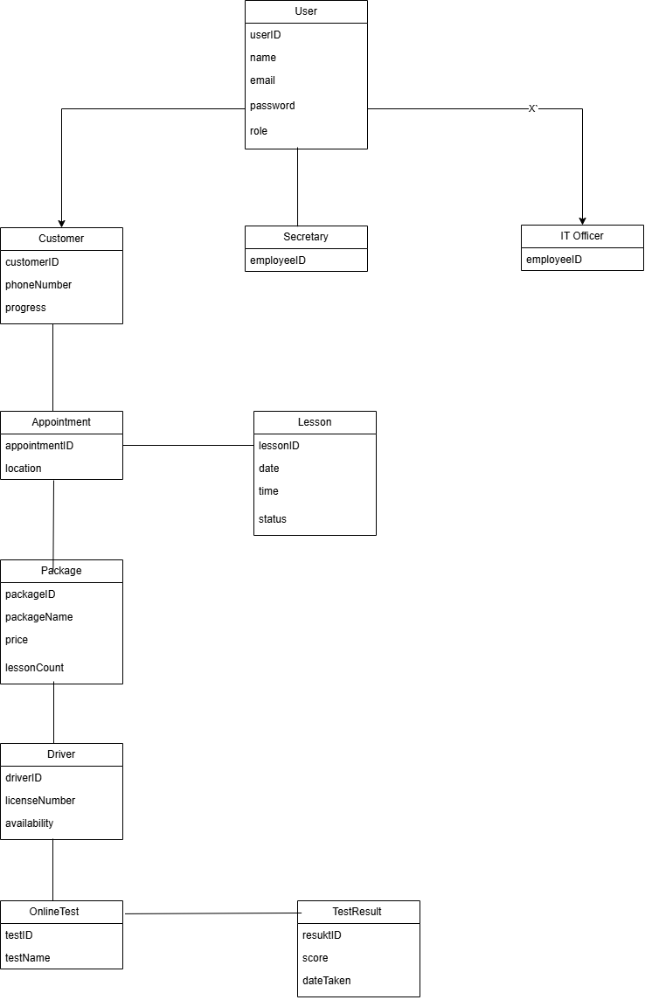 User
userID
name
email
password
role
X`
Customer
customerID
phoneNumber
progress
Secretary
employeeID
IT Officer
employeeID
Appointment
appointmentID
location
Lesson
lessonID
date
time
status
Package
packageID
packageName
price
lessonCount
Driver
driverID
licenseNumber
availability
OnlineTest
testID
testName
TestResult
resuktID
score
dateTaken